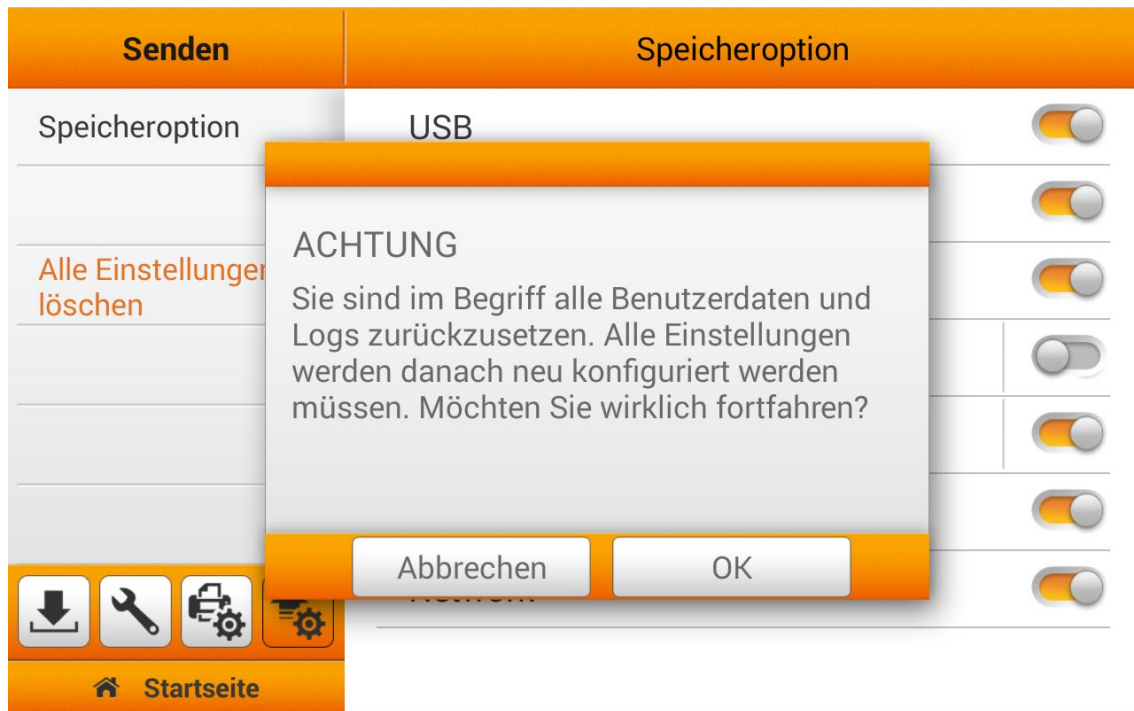 Senden
Speicheroption
Speicheroption
USB
Alle Einstellungen
löschen
ACHTUNG
Sie sind im Begriff alle Benutzerdaten und
Logs zurückzusetzen. Alle Einstellungen
werden danach neu konfiguriert werden
müssen. Möchten Sie wirklich fortfahren?
Abbrechen
OK
Startseite